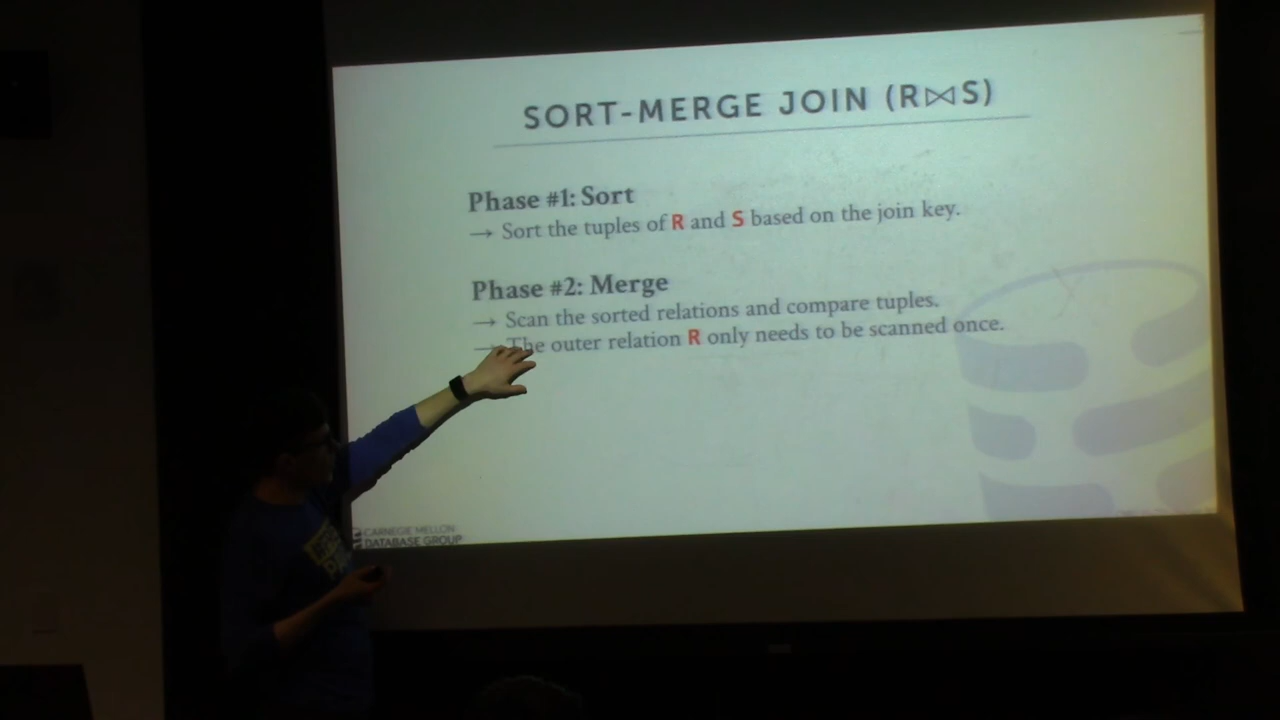 SORT-MERGE JOIN (R⋈S)
Phase #1: Sort
→ Sort the tuples of R and S based on the join key.
Phase #2: Merge
→ Scan the sorted relations and compare tuples.
→ The outer relation R only needs to be scanned once.
CARNEGIE MELLON
DATABASE GROUP